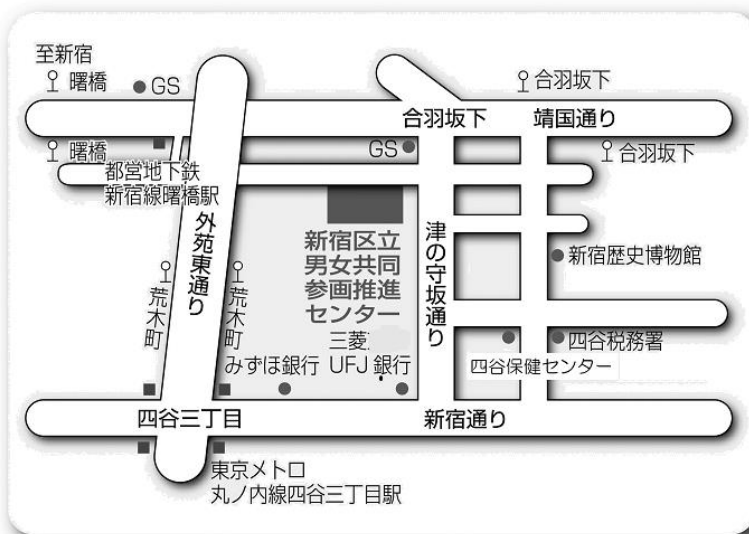 至新宿
曙橋
GS
合羽坂下
合羽坂下
靖国通り
曙橋
GS
合羽坂下
都営地下鉄
新宿線曙橋駅
外苑東通り
新宿区立
男女共同
参画推進
センター
津の守坂通り
新宿歴史博物館
荒木町
荒木町
三菱
UFJ 銀行
みずほ銀行
四谷税務署
四谷保健センター
四谷三丁目
新宿通り
東京メトロ
丸ノ内線四谷三丁目駅